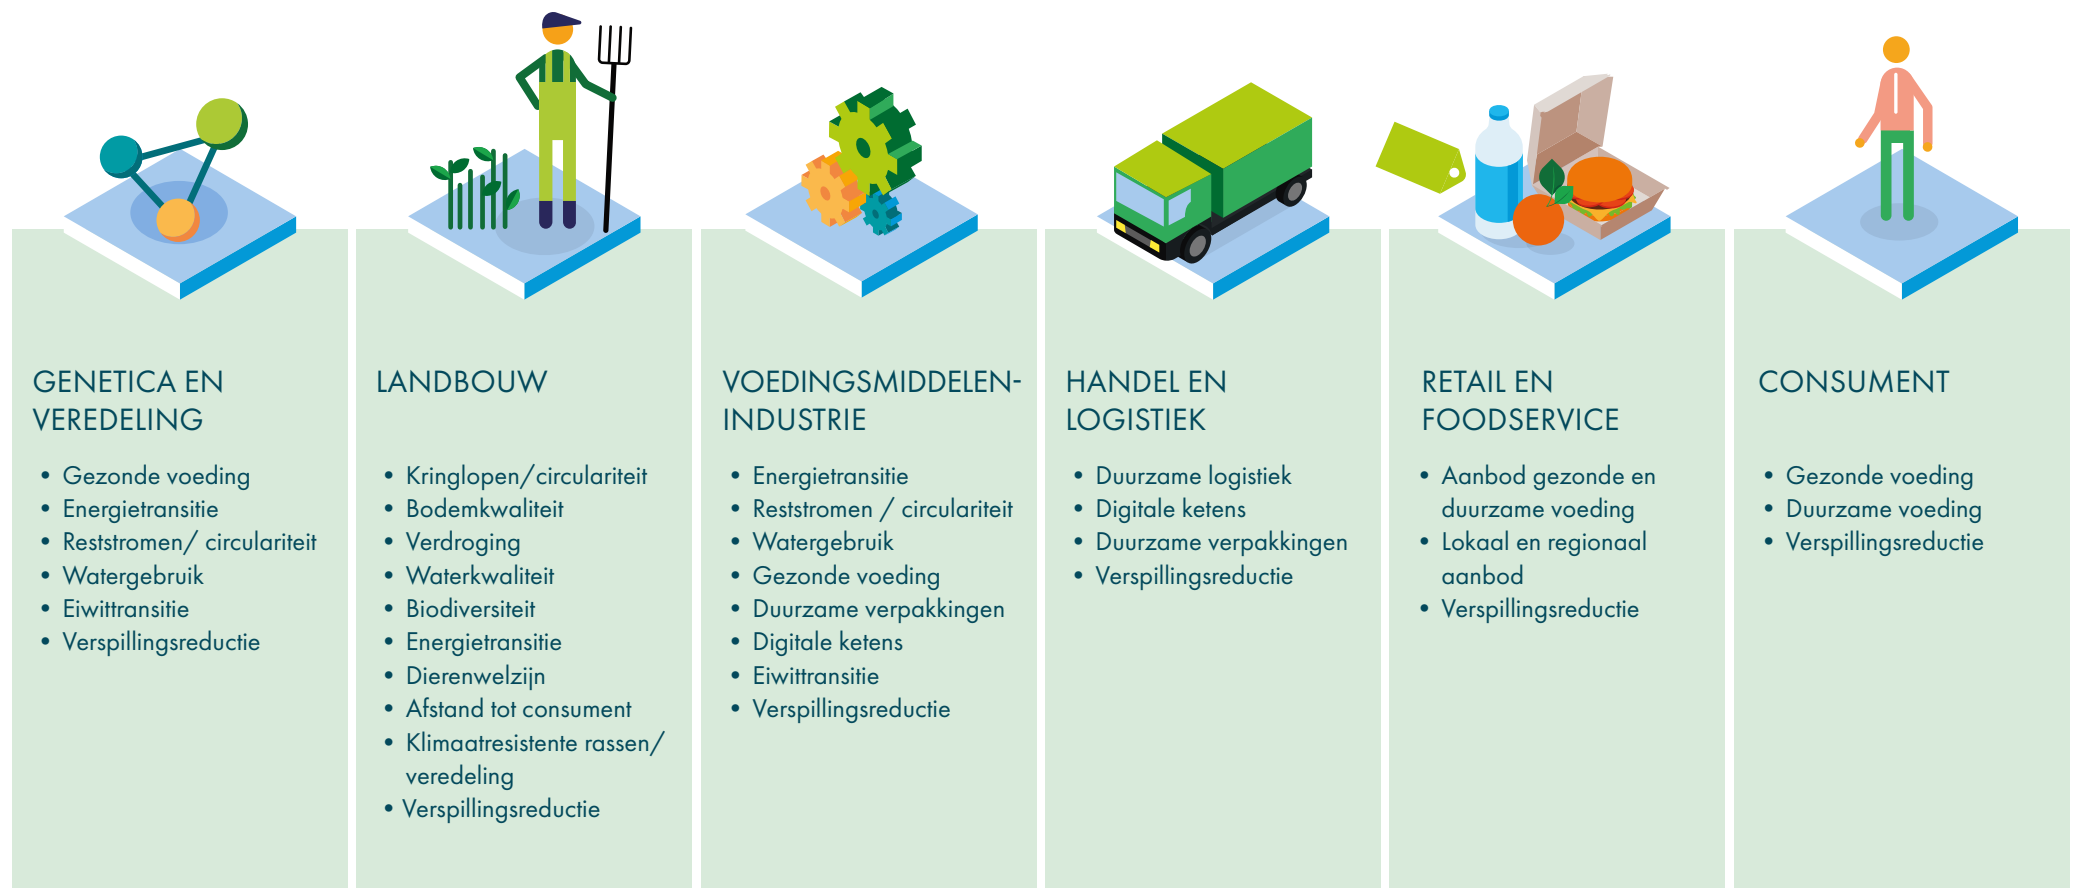 GENETICA EN
VEREDELING
• Gezonde voeding
• Energietransitie
• Reststromen/ circulariteit
• Watergebruik
• Eiwittransitie
• Verspillingsreductie
LANDBOUW
• Kringlopen/circulariteit
• Bodemkwaliteit
• Verdroging
• Waterkwaliteit
• Biodiversiteit
• Energietransitie
• Dierenwelzijn
• Afstand tot consument
• Klimaatresistente rassen/
veredeling
• Verspillingsreductie
VOEDINGSMIDDELEN-
INDUSTRIE
• Energietransitie
• Reststromen / circulariteit
• Watergebruik
• Gezonde voeding
• Duurzame verpakkingen
• Digitale ketens
• Eiwittransitie
• Verspillingsreductie
HANDEL EN
LOGISTIEK
• Duurzame logistiek
• Digitale ketens
• Duurzame verpakkingen
• Verspillingsreductie
RETAIL EN
FOODSERVICE
• Aanbod gezonde en
duurzame voeding
• Lokaal en regionaal
aanbod
• Verspillingsreductie
CONSUMENT
• Gezonde voeding
• Duurzame voeding
• Verspillingsreductie